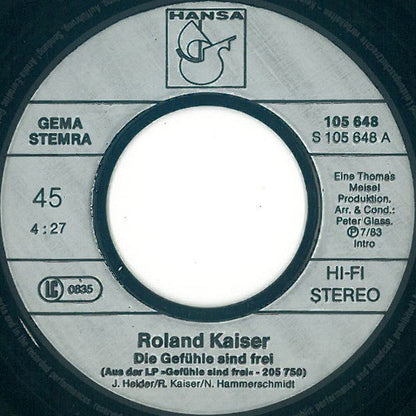 HANSA
GEMA
STEMRA
105 648
S 105 648 A
45
4:27
Eine Thomas
Meisel
Produktion.
Arr. & Cond.:
Peter Glass.
Ⓟ 7/83
Intro
LC 0835
HI-FI
STEREO
Roland Kaiser
Die Gefühle sind frei
(Aus der LP »Gefühle sind frei« - 205 750)
J. Heider/R. Kaiser/N. Hammerschmidt